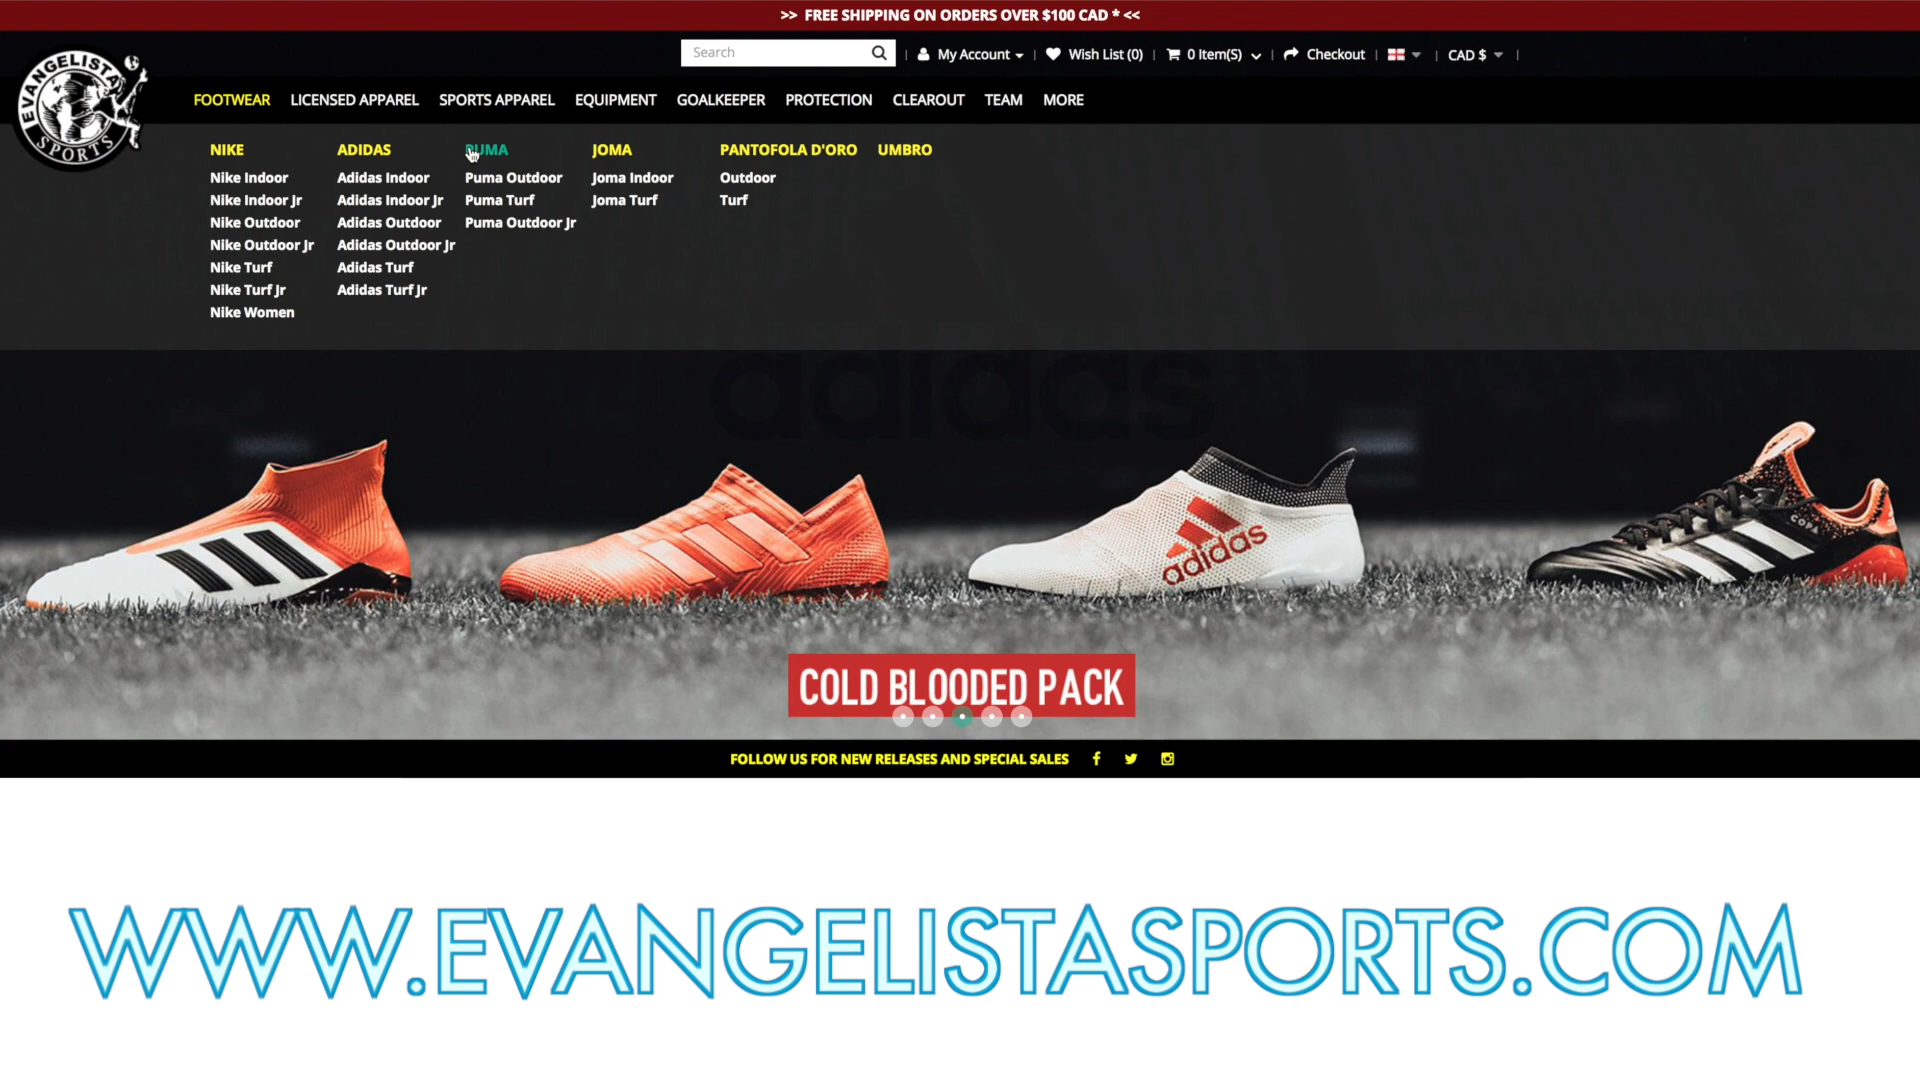 >> FREE SHIPPING ON ORDERS OVER $100 CAD * <<
Search
My Account
Wish List (0)
0 Item(S)
Checkout
CAD $
EVANGELISTA
SPORTS
FOOTWEAR LICENSED APPAREL SPORTS APPAREL EQUIPMENT GOALKEEPER PROTECTION CLEAROUT TEAM MORE
NIKE
Nike Indoor
Nike Indoor Jr
Nike Outdoor
Nike Outdoor Jr
Nike Turf
Nike Turf Jr
Nike Women
ADIDAS
Adidas Indoor
Adidas Indoor Jr
Adidas Outdoor
Adidas Outdoor Jr
Adidas Turf
Adidas Turf Jr
PUMA
Puma Outdoor
Puma Turf
Puma Outdoor Jr
JOMA
Joma Indoor
Joma Turf
PANTOFOLA D'ORO
Outdoor
Turf
UMBRO
adidas
adidas
COPA
COLD BLOODED PACK
FOLLOW US FOR NEW RELEASES AND SPECIAL SALES
WWW.EVANGELISTASPORTS.COM